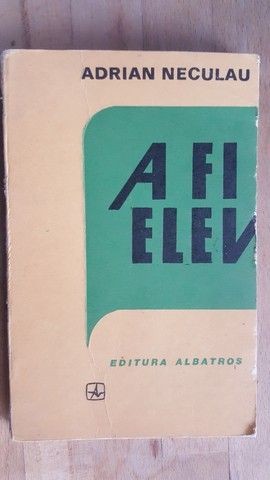 ADRIAN NECULAU
A FI
ELEV
EDITURA ALBATROS